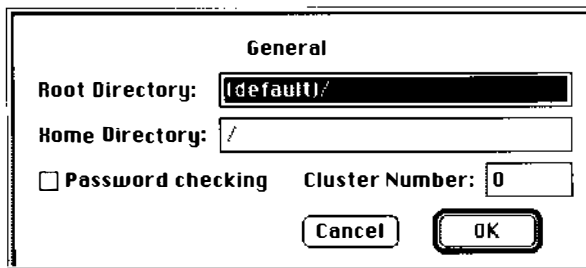 General
Root Directory: (default)/
Home Directory: /
Password checking Cluster Number: 0
Cancel OK